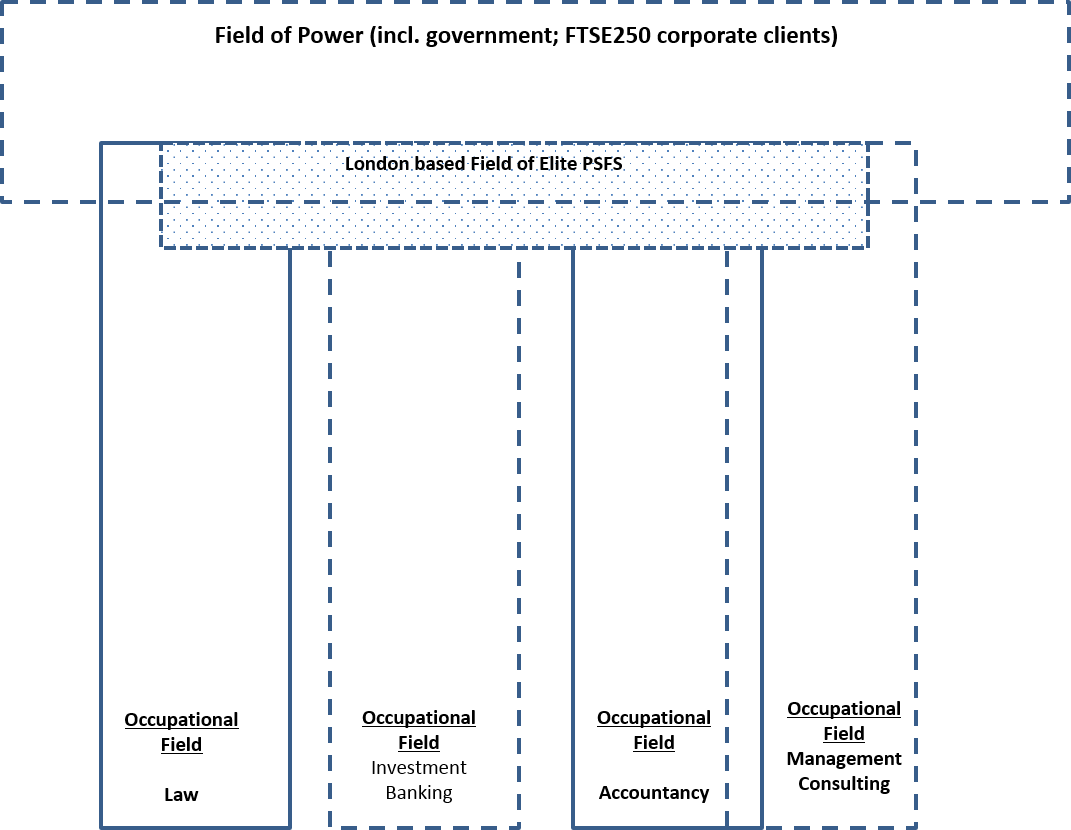 Field of Power (incl. government; FTSE250 corporate clients)
London based Field of Elite PSFS
Occupational
Field
Law
Occupational
Field
Investment
Banking
Occupational
Field
Accountancy
Occupational
Field
Management
Consulting